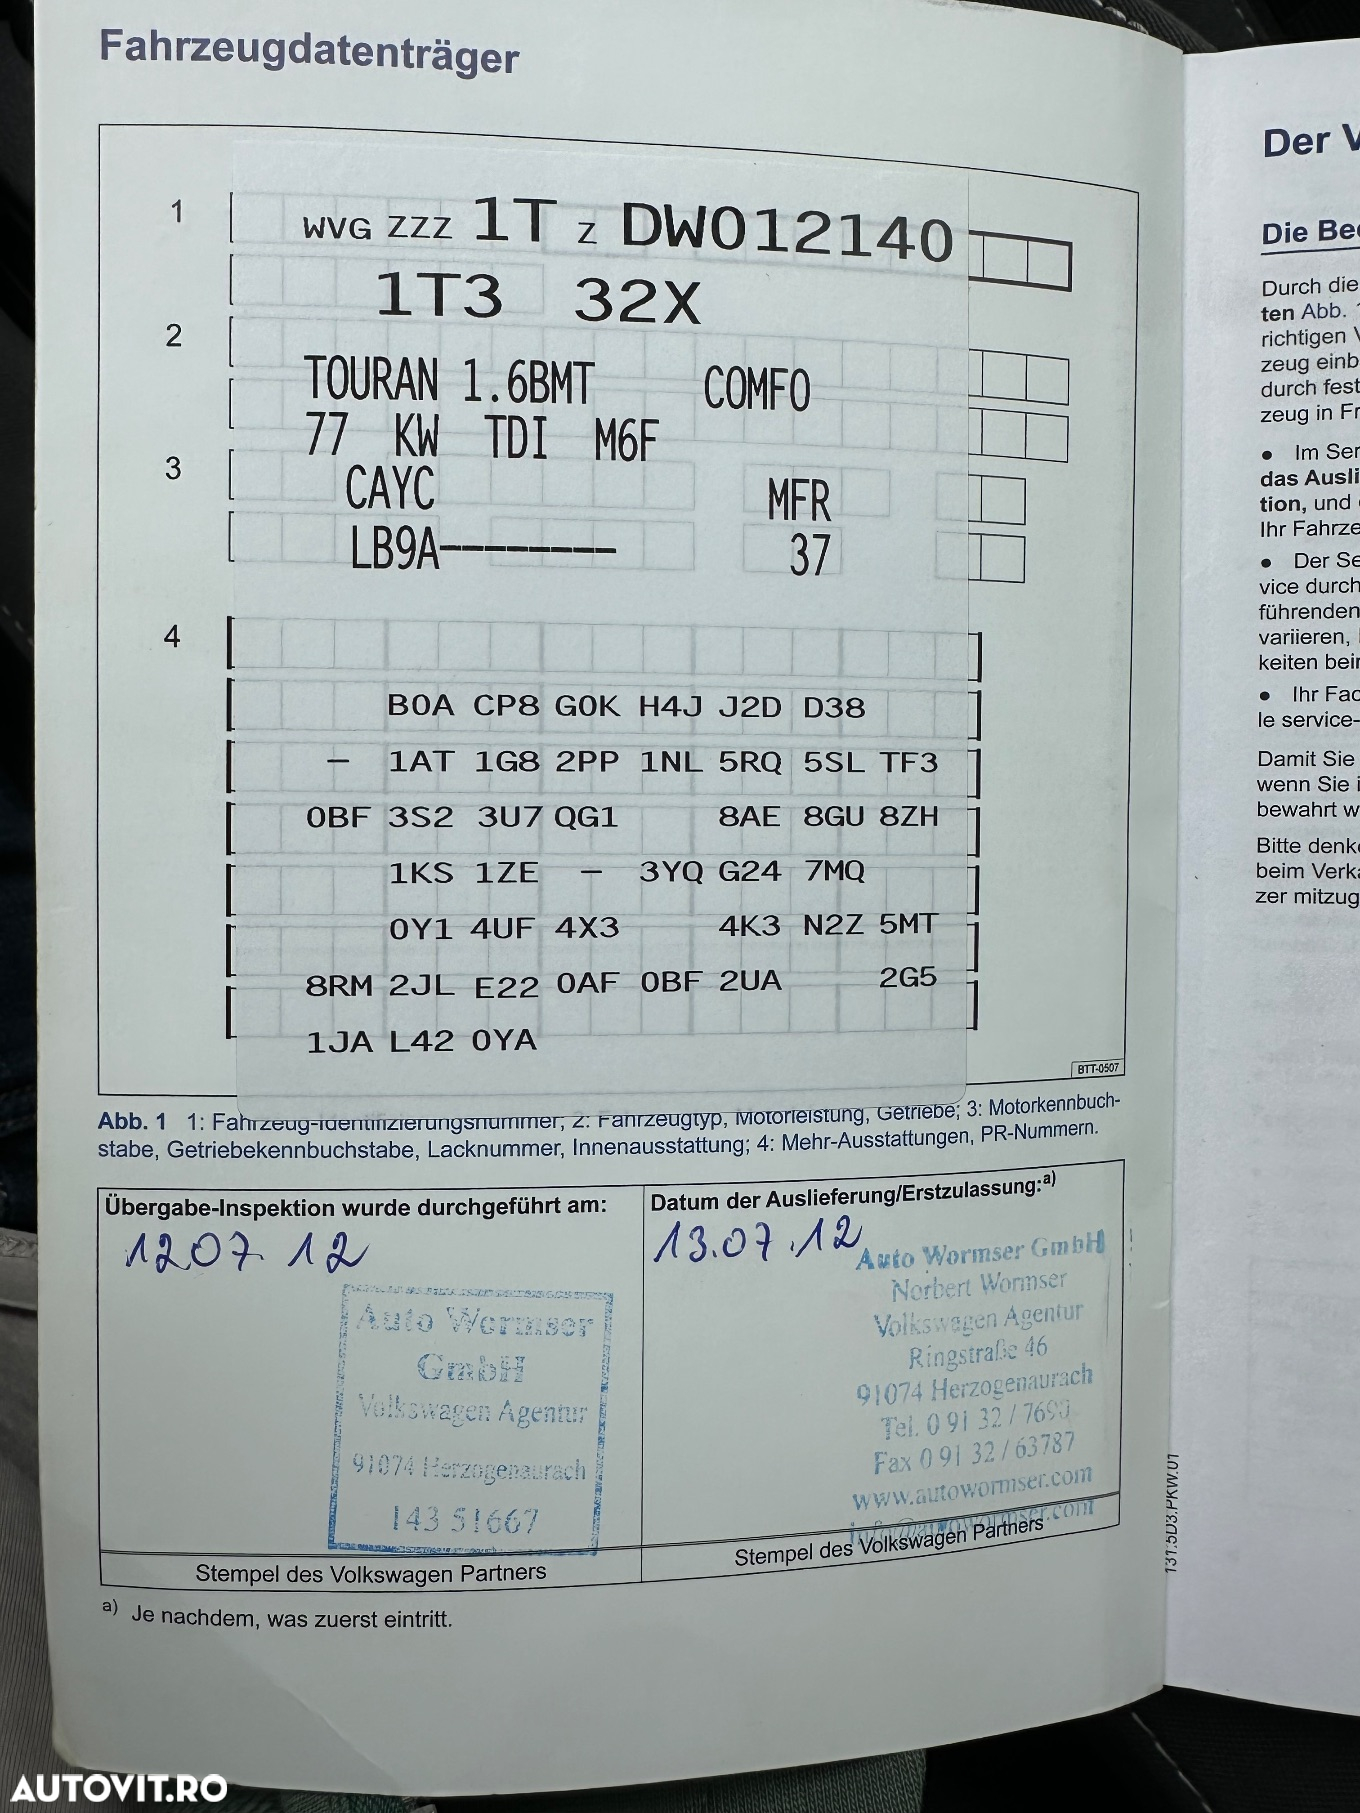 Fahrzeugdatenträger
1 WVG ZZZ 1T Z DW012140
1T3 32X
2
TOURAN 1.6BMT COMFO
77 KW TDI M6F
3 CAYC MFR
LB9A-------- 37
4
B0A CP8 G0K H4J J2D D38
– 1AT 1G8 2PP 1NL 5RQ 5SL TF3
0BF 3S2 3U7 QG1 8AE 8GU 8ZH
1KS 1ZE – 3YQ G24 7MQ
0Y1 4UF 4X3 4K3 N2Z 5MT
8RM 2JL E22 0AF 0BF 2UA 2G5
1JA L42 0YA
BTT-0507
Abb. 1 1: Fahrzeug-Identifizierungsnummer; 2: Fahrzeugtyp, Motorleistung, Getriebe; 3: Motorkennbuch-
stabe, Getriebekennbuchstabe, Lacknummer, Innenausstattung; 4: Mehr-Ausstattungen, PR-Nummern.
Übergabe-Inspektion wurde durchgeführt am:
12 07. 12
Auto Wormser
GmbH
Volkswagen Agentur
91074 Herzogenaurach
143 51667
Stempel des Volkswagen Partners
Datum der Auslieferung/Erstzulassung:a)
13.07.12
Auto Wormser GmbH
Norbert Wormser
Volkswagen Agentur
Ringstraße 46
91074 Herzogenaurach
Tel. 0 91 32 / 7690
Fax 0 91 32 / 63787
www.autowormser.com
info@autowormser.com
Stempel des Volkswagen Partners
a) Je nachdem, was zuerst eintritt.
131.5D3.PKW.01
Der V
Die Be
Durch die
ten Abb. 1
richtigen V
zeug einb
durch fest
zeug in Fr
• Im Ser
das Ausli
tion, und
Ihr Fahrze
• Der Se
vice durch
führenden
variieren,
keiten bein
• Ihr Fac
le service-
Damit Sie
wenn Sie i
bewahrt w
Bitte denke
beim Verka
zer mitzug
AUTOVIT.RO